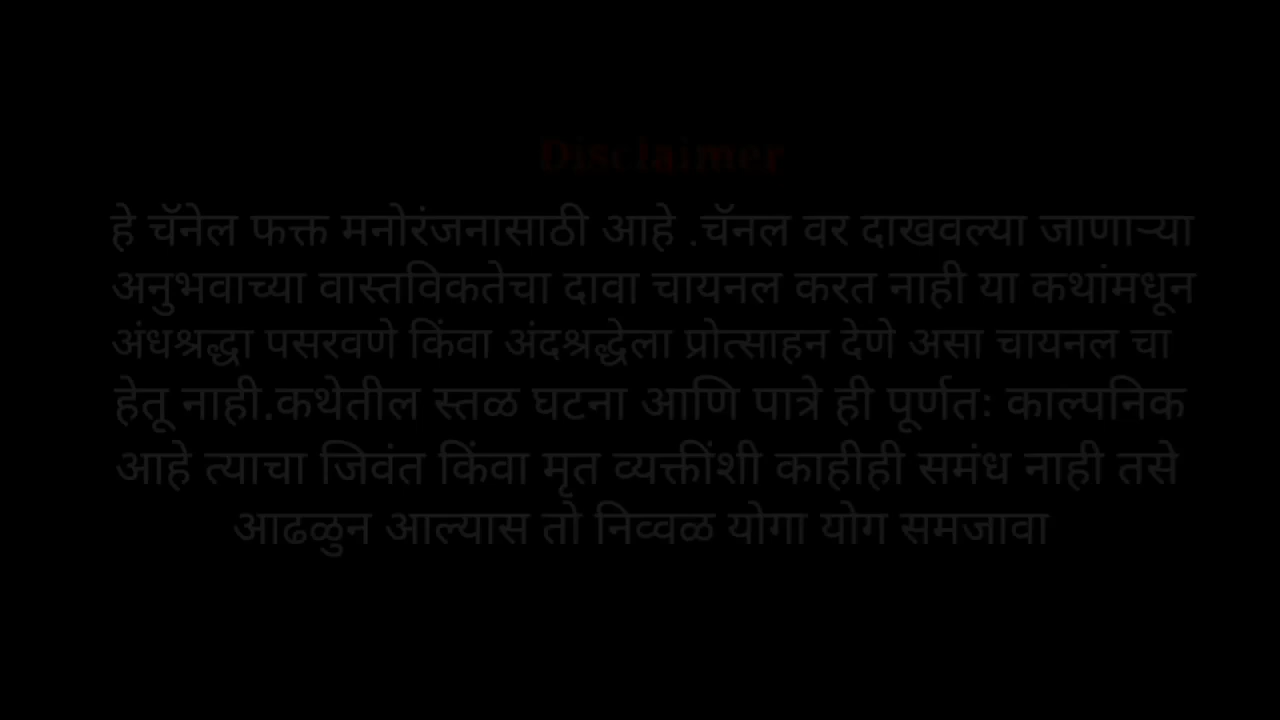 Disclaimer
हे चॅनेल फक्त मनोरंजनासाठी आहे .चॅनल वर दाखवल्या जाणाऱ्या
अनुभवाच्या वास्तविकतेचा दावा चायनल करत नाही या कथांमधून
अंधश्रद्धा पसरवणे किंवा अंदश्रद्धेला प्रोत्साहन देणे असा चायनल चा
हेतू नाही.कथेतील स्तळ घटना आणि पात्रे ही पूर्णतः काल्पनिक
आहे त्याचा जिवंत किंवा मृत व्यक्तींशी काहीही समंध नाही तसे
आढळुन आल्यास तो निव्वळ योगा योग समजावा